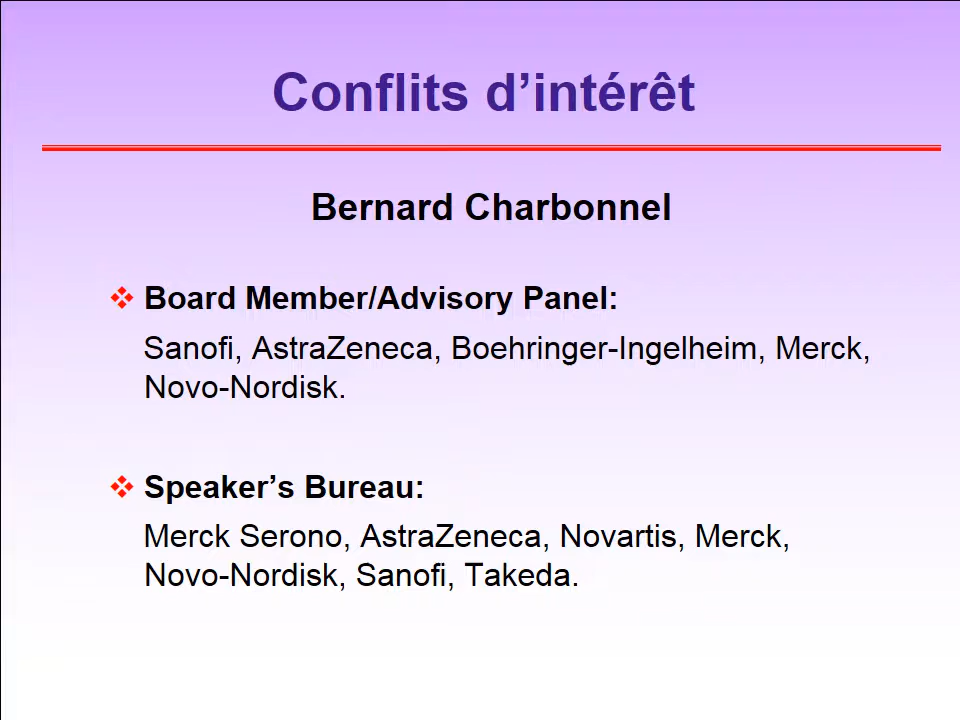 Conflits d’intérêt
Bernard Charbonnel
Board Member/Advisory Panel:
Sanofi, AstraZeneca, Boehringer-Ingelheim, Merck,
Novo-Nordisk.
Speaker’s Bureau:
Merck Serono, AstraZeneca, Novartis, Merck,
Novo-Nordisk, Sanofi, Takeda.